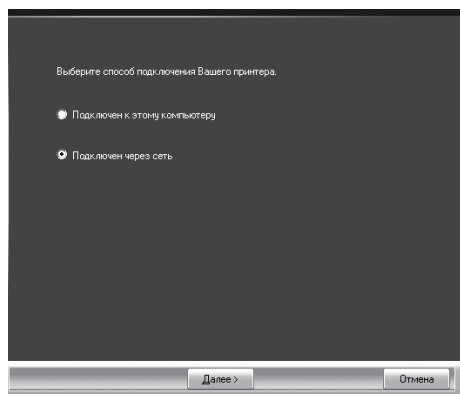 Выберите способ подключения Вашего принтера.
Подключен к этому компьютеру
Подключен через сеть
Далее >
Отмена